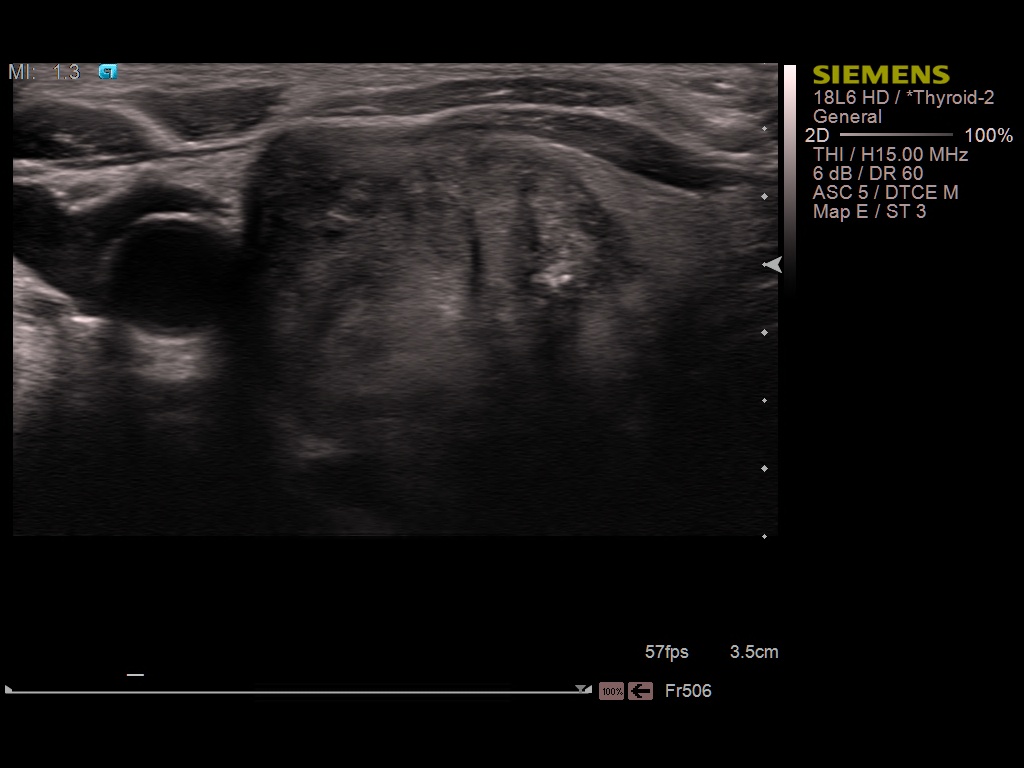 MI: 1.3
SIEMENS
18L6 HD / *Thyroid-2
General
2D 100%
THI / H15.00 MHz
6 dB / DR 60
ASC 5 / DTCE M
Map E / ST 3
57fps 3.5cm
100% Fr506